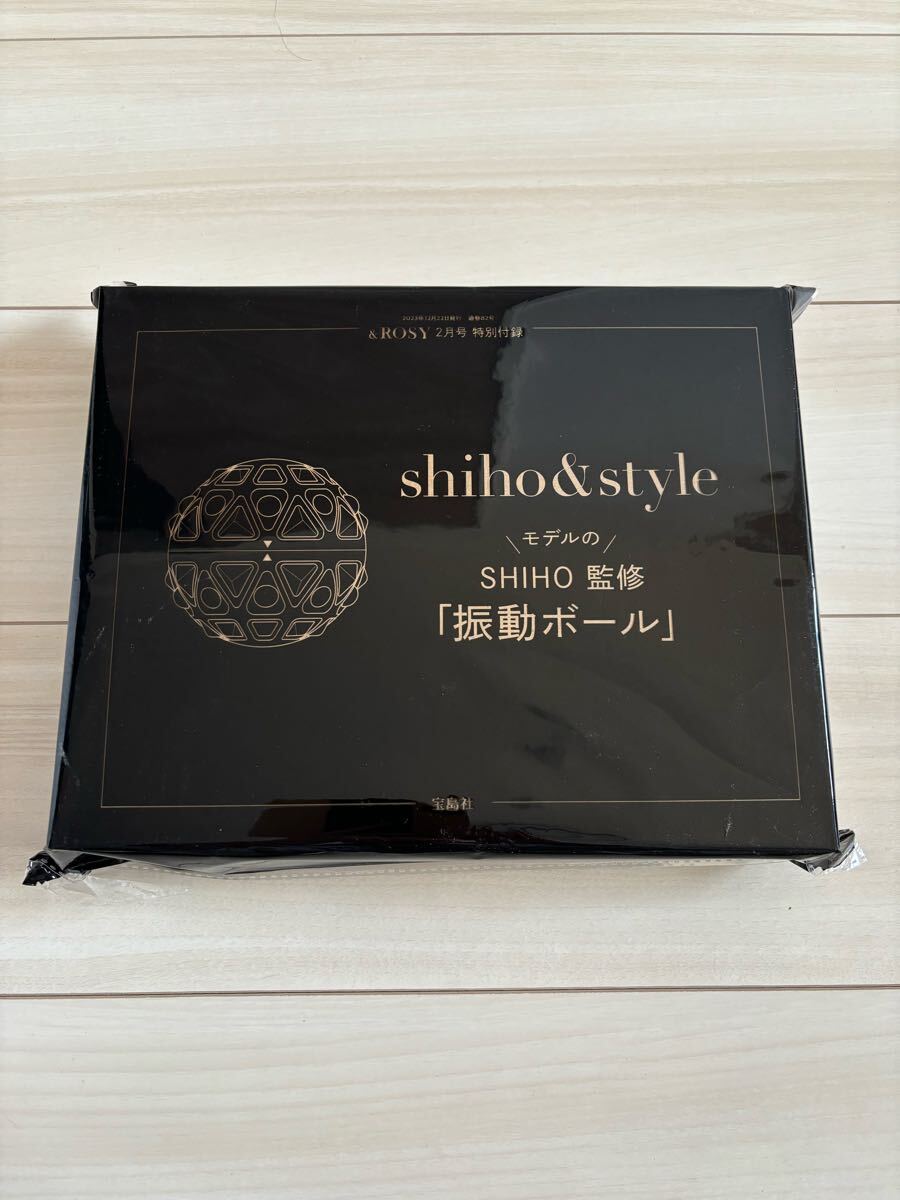 2023年12月22日発行 通巻82号
&ROSY 2月号 特別付録
shiho&style
\モデルの/
SHIHO 監修
「振動ボール」
宝島社